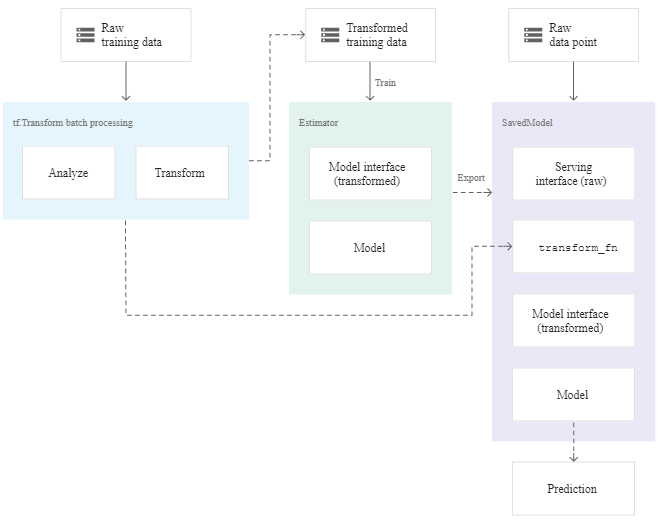 Raw
training data
Transformed
training data
Raw
data point
Train
tf.Transform batch processing
Analyze
Transform
Estimator
Model interface
(transformed)
Model
Export
SavedModel
Serving
interface (raw)
transform_fn
Model interface
(transformed)
Model
Prediction